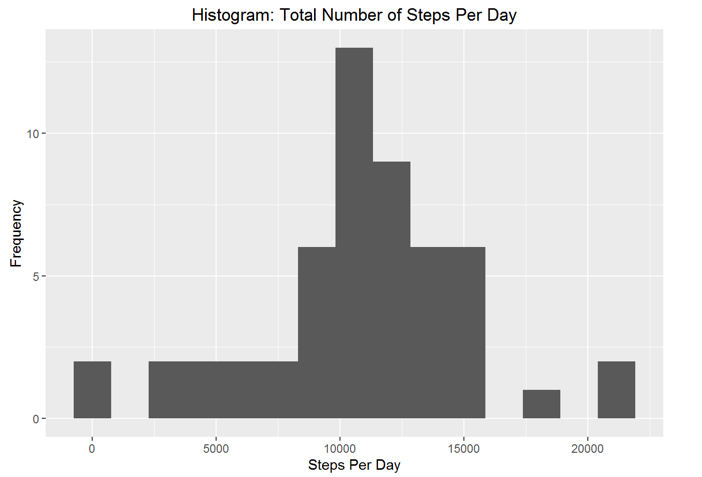 Histogram: Total Number of Steps Per Day
Frequency
10
5
0
0 5000 10000 15000 20000
Steps Per Day